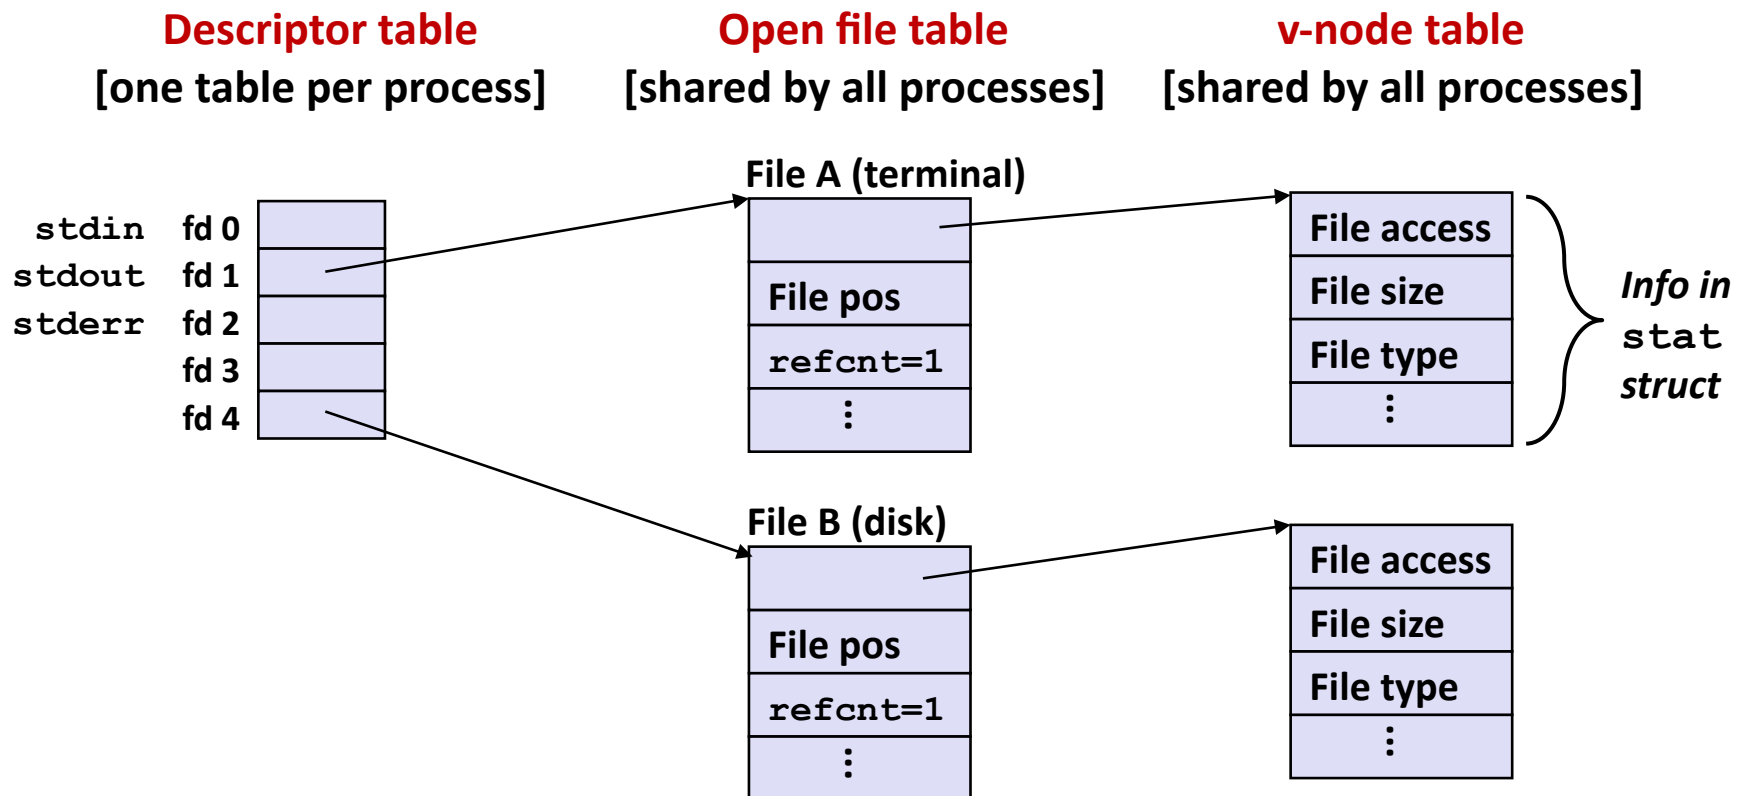 Descriptor table
[one table per process]
Open file table
[shared by all processes]
v-node table
[shared by all processes]
stdin fd 0
stdout fd 1
stderr fd 2
fd 3
fd 4
File A (terminal)
File pos
refcnt=1
⋮
File access
File size
File type
⋮
Info in
stat
struct
File B (disk)
File pos
refcnt=1
⋮
File access
File size
File type
⋮